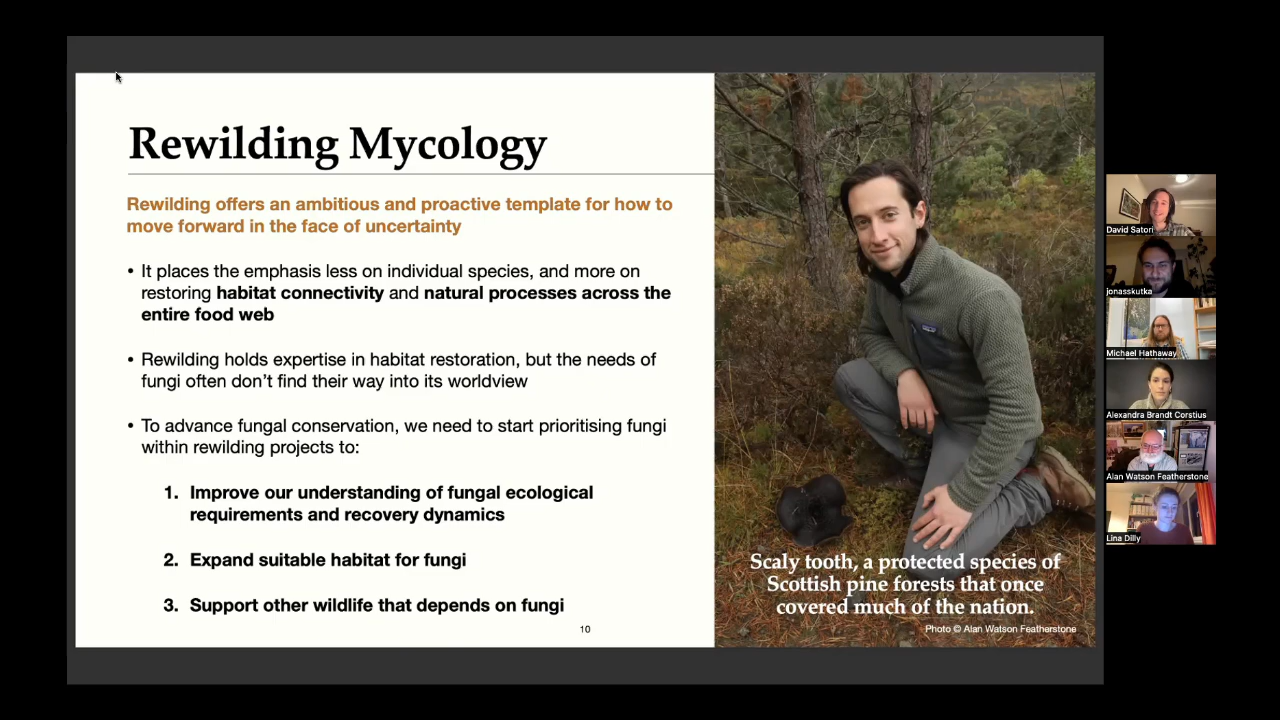 Rewilding Mycology
Rewilding offers an ambitious and proactive template for how to
move forward in the face of uncertainty
• It places the emphasis less on individual species, and more on
restoring habitat connectivity and natural processes across the
entire food web
• Rewilding holds expertise in habitat restoration, but the needs of
fungi often don’t find their way into its worldview
• To advance fungal conservation, we need to start prioritising fungi
within rewilding projects to:
1. Improve our understanding of fungal ecological
requirements and recovery dynamics
2. Expand suitable habitat for fungi
3. Support other wildlife that depends on fungi
10
Scaly tooth, a protected species of
Scottish pine forests that once
covered much of the nation.
Photo © Alan Watson Featherstone
David Satori
jonasskutka
Michael Hathaway
Alexandra Brandt Corstius
Alan Watson Featherstone
Lina Dilly